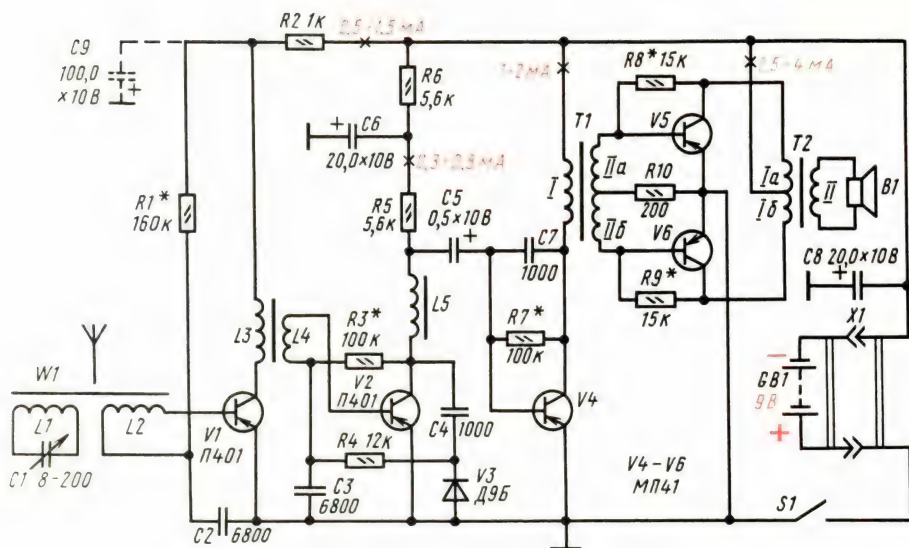 C9
100,0
×10В
R2 1к
0,5÷1,5 мА
R6
5,6к
+ C6
20,0×10В
0,3÷0,9 мА
R1*
160к
R5
5,6к
C5
0,5×10В
+
1÷2 мА
R8* 15к
2,5÷4 мА
T1
V5
T2
I
IIа
IIб
R10
200
Iа
Iб
II
B1
C7
1000
V6
R9*
15к
C8 20,0×10В
+
L3
L4
L5
R3*
100к
R7*
100к
X1
W1
V2
П401
GB1
9В
−
+
L1
L2
V1
П401
C4
1000
V4
C1 8-200
R4 12к
V3
Д9Б
V4-V6
МП41
C3
6800
S1
C2
6800